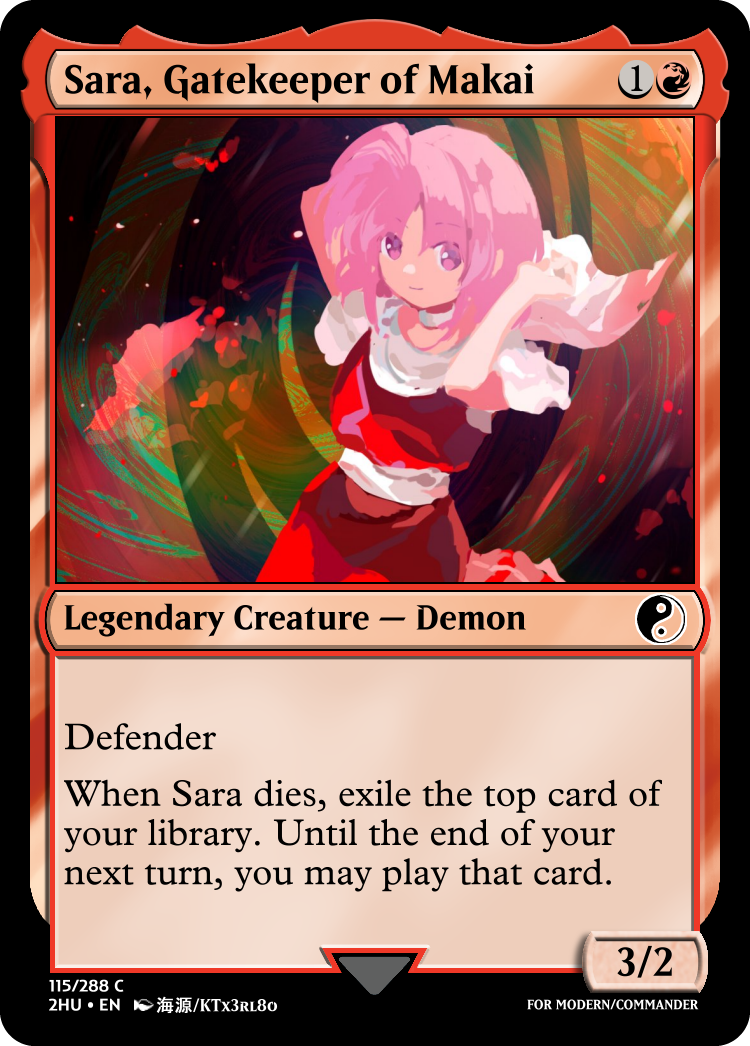 Sara, Gatekeeper of Makai 1
Legendary Creature — Demon
Defender
When Sara dies, exile the top card of
your library. Until the end of your
next turn, you may play that card.
3/2
115/288 C
2HU • EN 海源/KTx3RL8o
FOR MODERN/COMMANDER